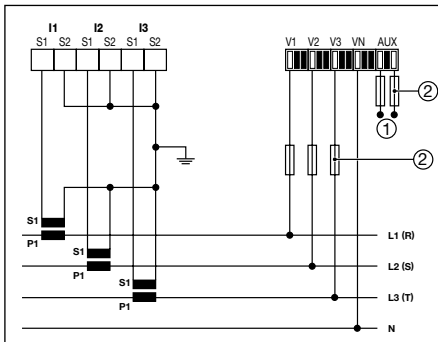 I1 I2 I3
S1 S2 S1 S2 S1 S2
V1 V2 V3 VN AUX
2
1
2
S1
P1
L1 (R)
S1
P1
L2 (S)
S1
P1
L3 (T)
N